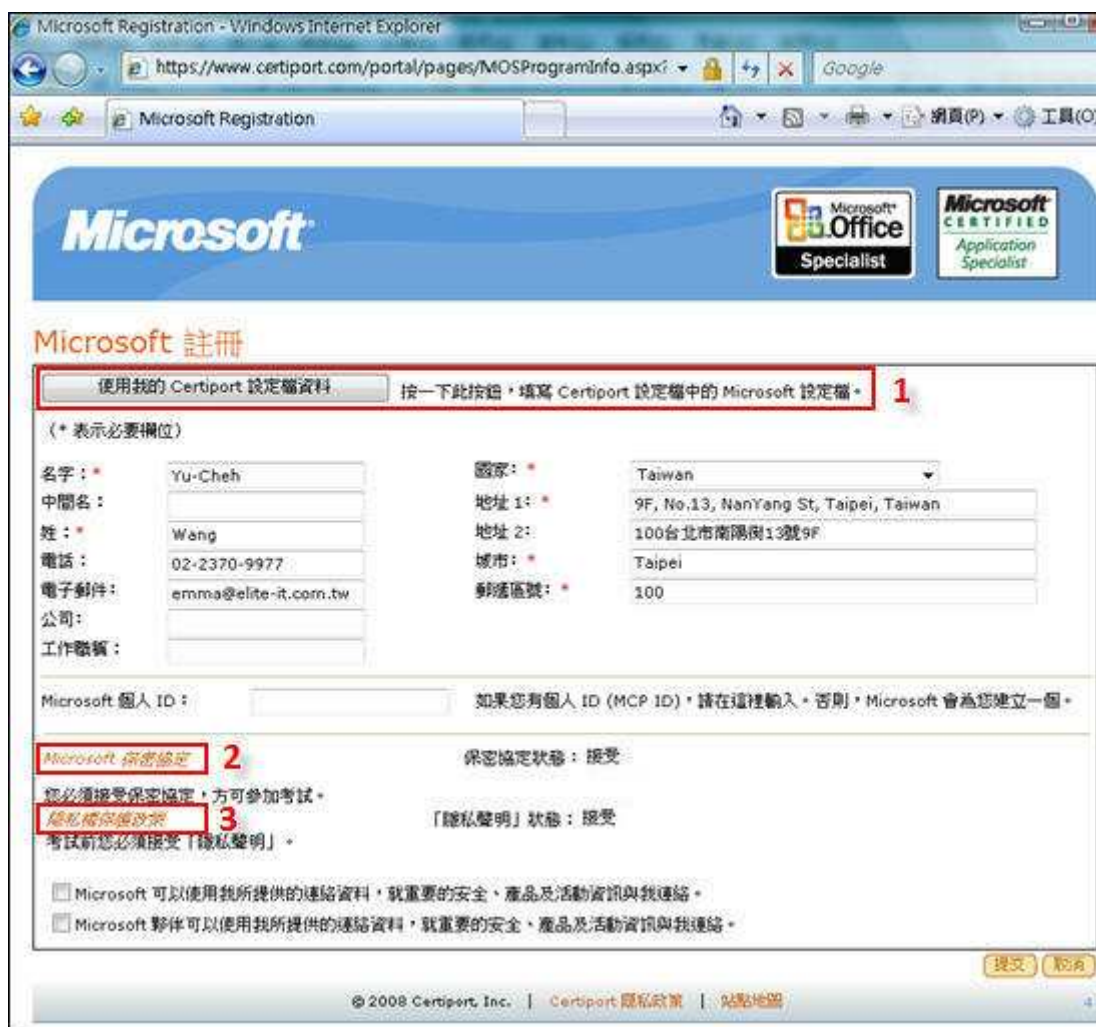 Microsoft Registration - Windows Internet Explorer
https://www.certiport.com/portal/pages/MOSProgramInfo.aspx?
Google
Microsoft Registration
網頁(P)
工具(O)
Microsoft
Microsoft Office Specialist
Microsoft CERTIFIED Application Specialist
Microsoft 註冊
使用我的 Certiport 設定檔資料 按一下此按鈕，填寫 Certiport 設定檔中的 Microsoft 設定檔。 1
(* 表示必要欄位)
名字：* Yu-Cheh 國家: * Taiwan
中間名： 地址 1: * 9F, No.13, NanYang St, Taipei, Taiwan
姓：* Wang 地址 2: 100台北市南陽街13號9F
電話： 02-2370-9977 城市: * Taipei
電子郵件: emma@elite-it.com.tw 郵遞區號: * 100
公司:
工作職稱：
Microsoft 個人 ID： 如果您有個人 ID (MCP ID)，請在這裡輸入。否則，Microsoft 會為您建立一個。
Microsoft 保密協定 2 保密協定狀態： 接受
您必須接受保密協定，方可參加考試。
隱私權保護政策 3 「隱私聲明」狀態： 接受
考試前您必須接受「隱私聲明」。
Microsoft 可以使用我所提供的連絡資料，就重要的安全、產品及活動資訊與我連絡。
Microsoft 夥伴可以使用我所提供的連絡資料，就重要的安全、產品及活動資訊與我連絡。
提交 取消
© 2008 Certiport, Inc. | Certiport 隱私政策 | 站點地圖
4